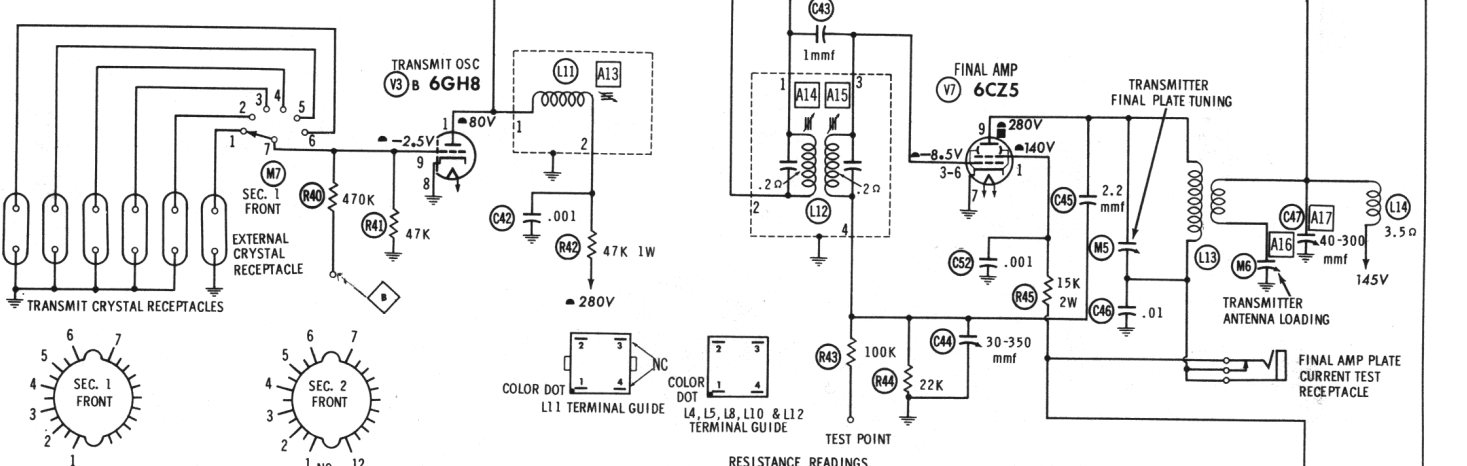 C43
1mmf
TRANSMIT OSC
V3 B 6GH8
L11
A13
1
80V
1
2
-2.5V
9
8
3
4
2
5
1
6
7
M7
SEC. 1
FRONT
R40
470K
R41
47K
C42
.001
R42
47K 1W
280V
EXTERNAL
CRYSTAL
RECEPTACLE
TRANSMIT CRYSTAL RECEPTACLES
B
1
3
A14
A15
.2Ω
.2Ω
2
L12
4
FINAL AMP
V7 6CZ5
9
280V
140V
-8.5V
3-6
1
7
TRANSMITTER
FINAL PLATE TUNING
C45
2.2
mmf
C52
.001
R45
15K
2W
M5
C46
.01
L13
A16
M6
C47
A17
40-300
mmf
L14
3.5Ω
145V
TRANSMITTER
ANTENNA LOADING
R43
100K
R44
22K
C44
30-350
mmf
FINAL AMP PLATE
CURRENT TEST
RECEPTACLE
TEST POINT
6
7
5
4
3
2
1
SEC. 1
FRONT
6
7
5
4
3
2
1
NC
12
SEC. 2
FRONT
2
3
1
4
NC
COLOR DOT
L11 TERMINAL GUIDE
2
3
1
4
COLOR
DOT
L4, L5, L8, L10 & L12
TERMINAL GUIDE
RESISTANCE READINGS